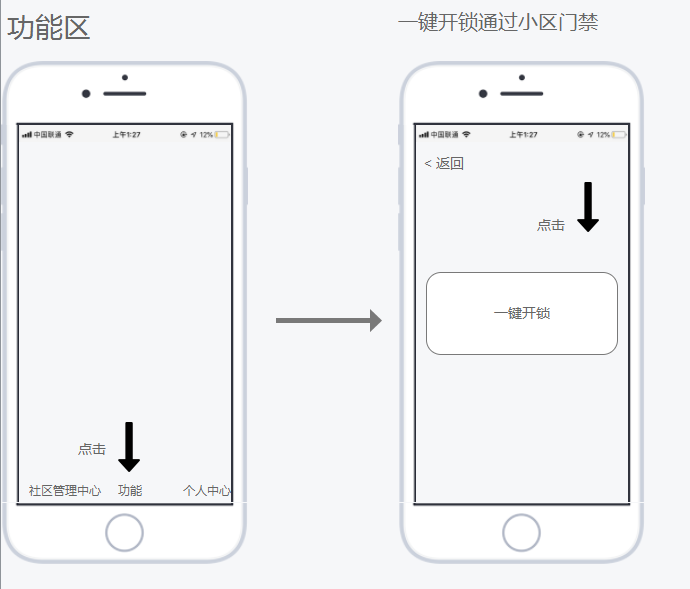 功能区
一键开锁通过小区门禁
中国联通 上午1:27 12%
中国联通 上午1:27 12%
< 返回
点击
一键开锁
点击
社区管理中心 功能 个人中心